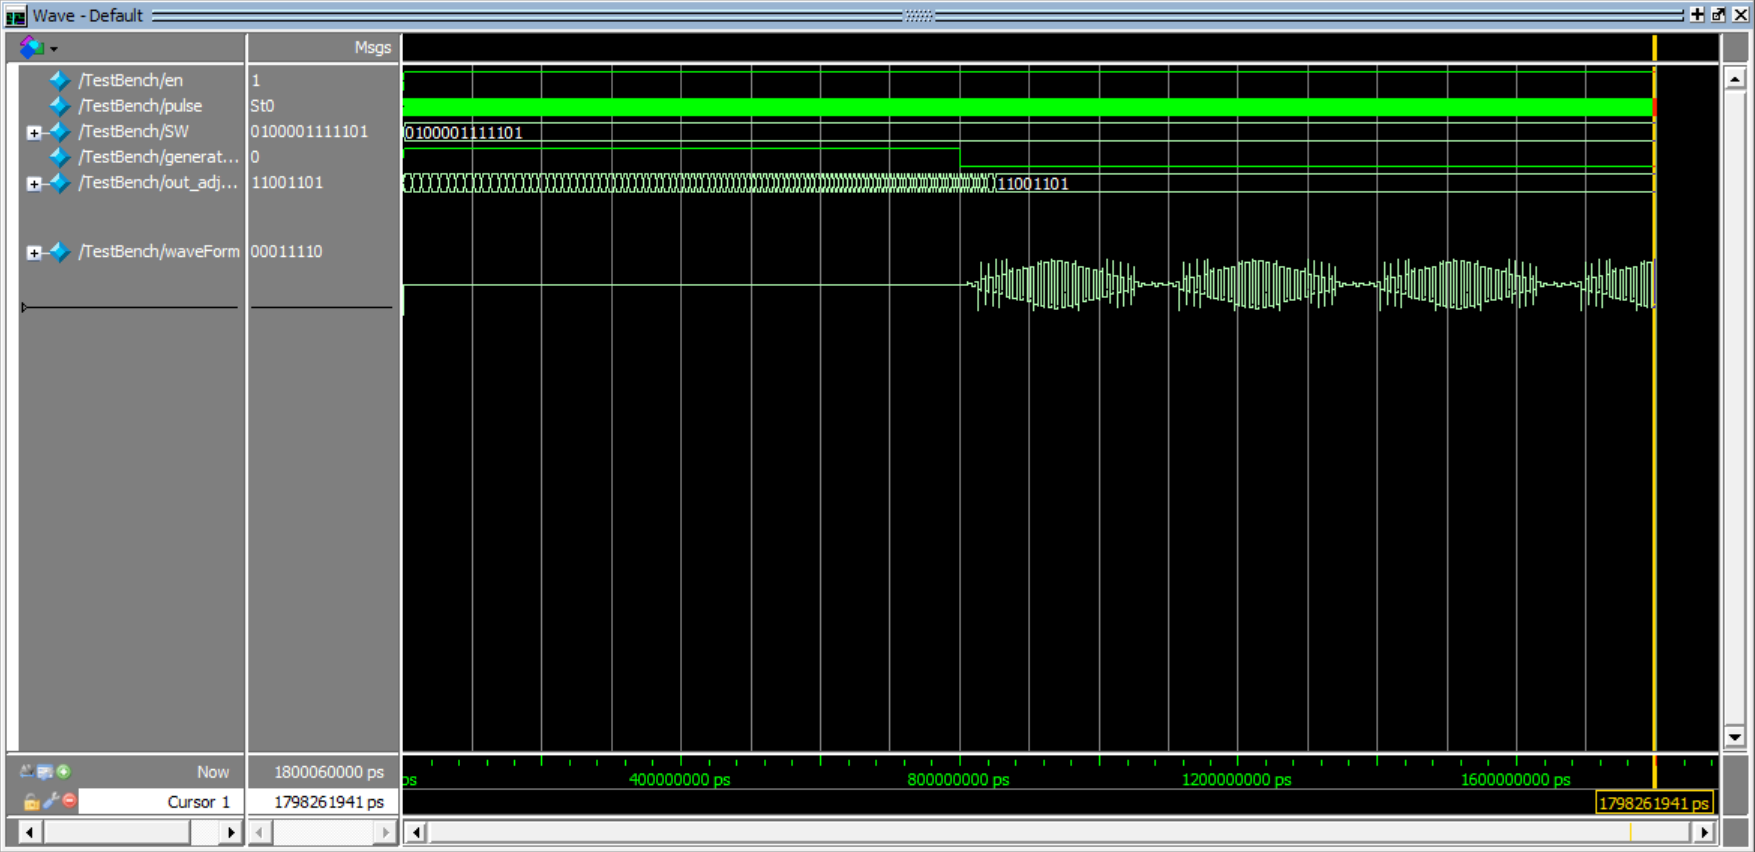 Wave - Default
Msgs
/TestBench/en 1
/TestBench/pulse St0
/TestBench/SW 0100001111101 0100001111101
/TestBench/generat... 0
/TestBench/out_adj... 11001101 11001101
/TestBench/waveForm 00011110
Now 1800060000 ps ps 400000000 ps 800000000 ps 1200000000 ps 1600000000 ps
Cursor 1 1798261941 ps 1798261941 ps